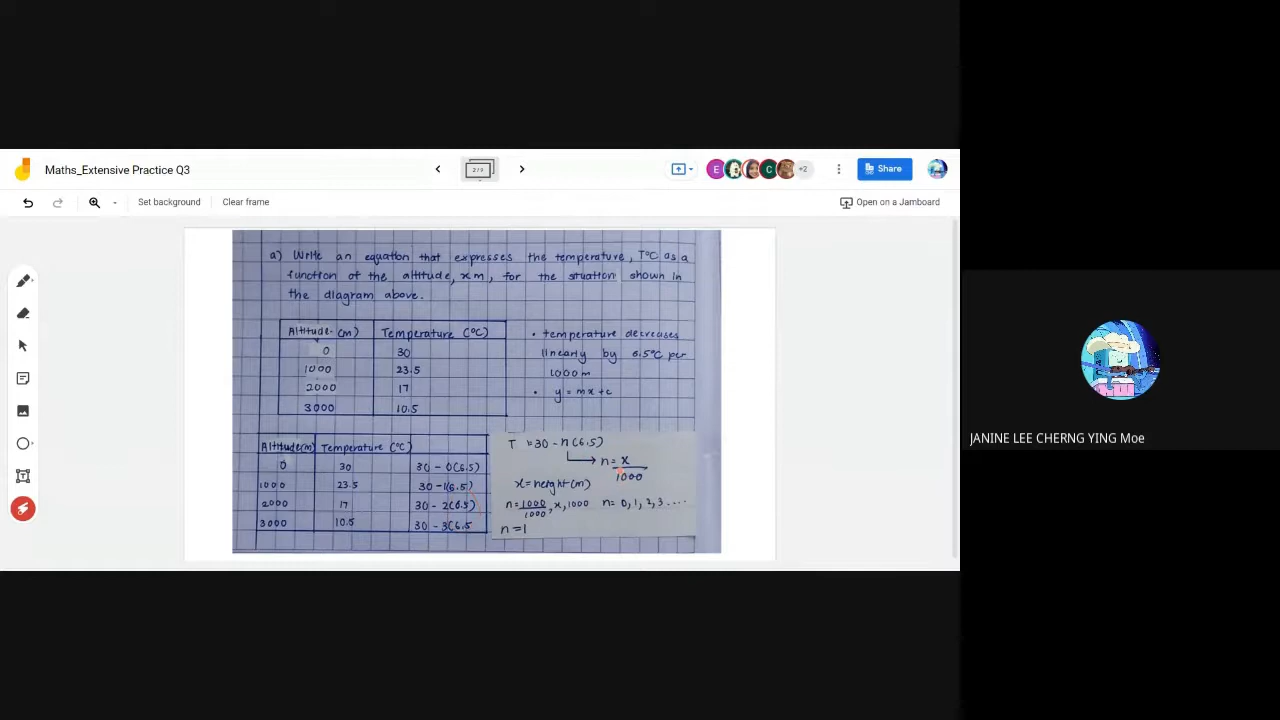 Maths_Extensive Practice Q3
2/3
E
C
+2
Share
Set background
Clear frame
Open on a Jamboard
a) Write an equation that expresses the temperature, T°C as a
function of the altitude, x m, for the situation shown in
the diagram above.
Altitude (m) Temperature (°C)
0 30
1000 23.5
2000 17
3000 10.5
• temperature decreases
linearly by 6.5°C per
1000 m
• y = mx + c
Altitude(m) Temperature (°C)
0 30 30 - 0(6.5)
1000 23.5 30 - 1(6.5)
2000 17 30 - 2(6.5)
3000 10.5 30 - 3(6.5
T = 30 - n(6.5)
n = x
1000
x = height (m)
n = 1000 , x, 1000 n = 0, 1, 2, 3 ....
1000
n = 1
JANINE LEE CHERNG YING Moe